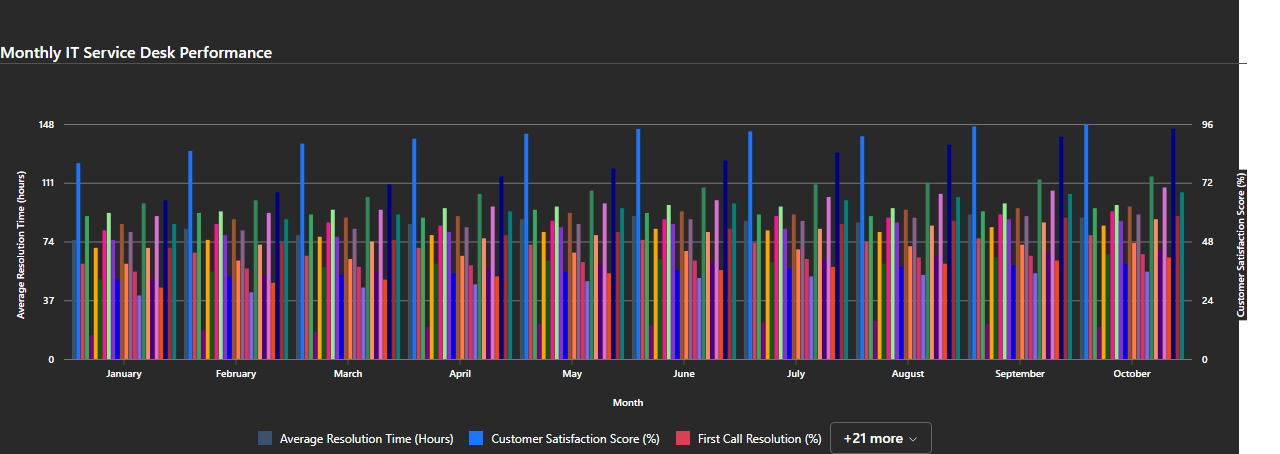 Monthly IT Service Desk Performance
148
111
74
37
0
Average Resolution Time (hours)
96
72
48
24
0
Customer Satisfaction Score (%)
January
February
March
April
May
June
July
August
September
October
Month
Average Resolution Time (Hours)
Customer Satisfaction Score (%)
First Call Resolution (%)
+21 more